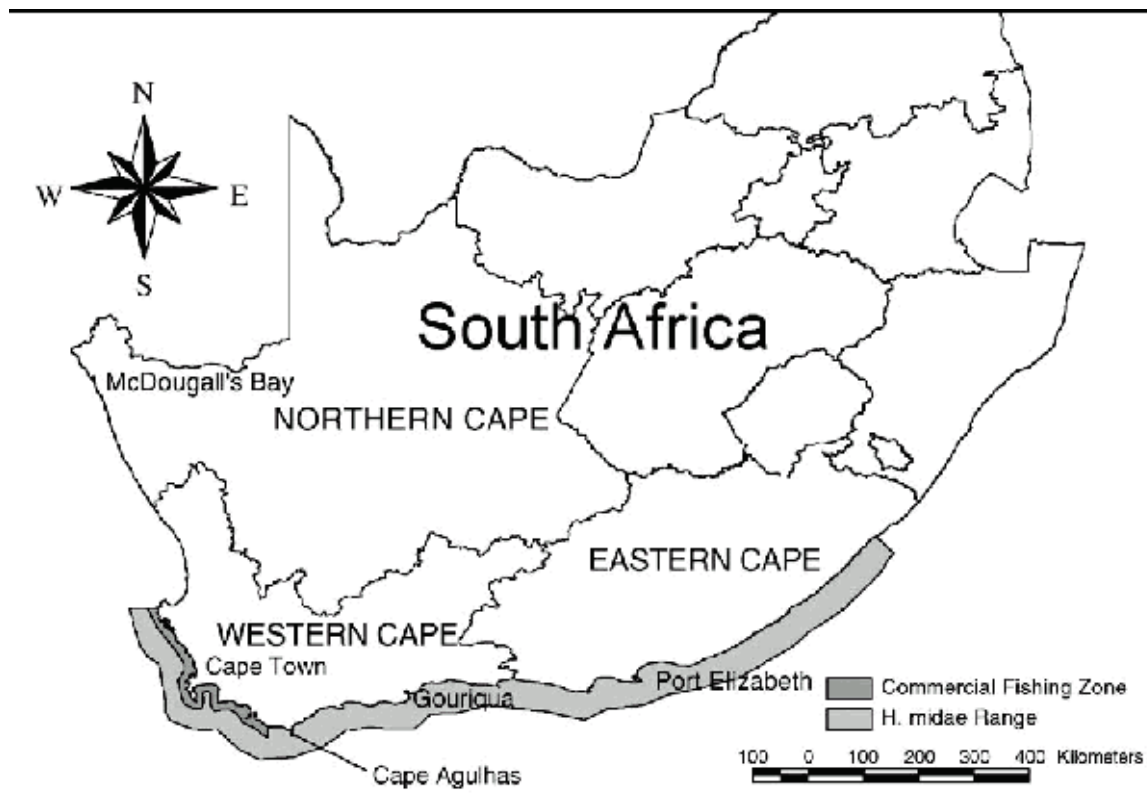 N
W E
S
South Africa
McDougall's Bay
NORTHERN CAPE
EASTERN CAPE
WESTERN CAPE
Cape Town
Gouriqua
Port Elizabeth
Cape Agulhas
Commercial Fishing Zone
H. midae Range
100 0 100 200 300 400 Kilometers